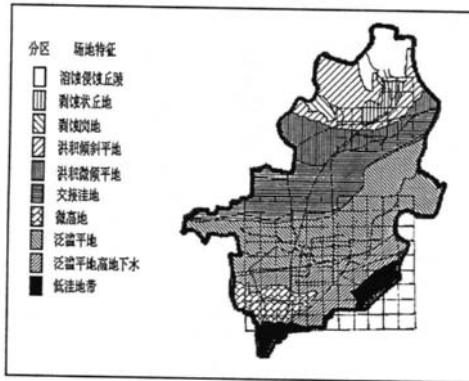 分区 场地特征
溶蚀侵蚀丘陵
剥蚀状丘地
剥蚀岗地
洪积倾斜平地
洪积微倾平地
交接洼地
微高地
泛滥平地
泛滥平地,高地下水
低洼地带